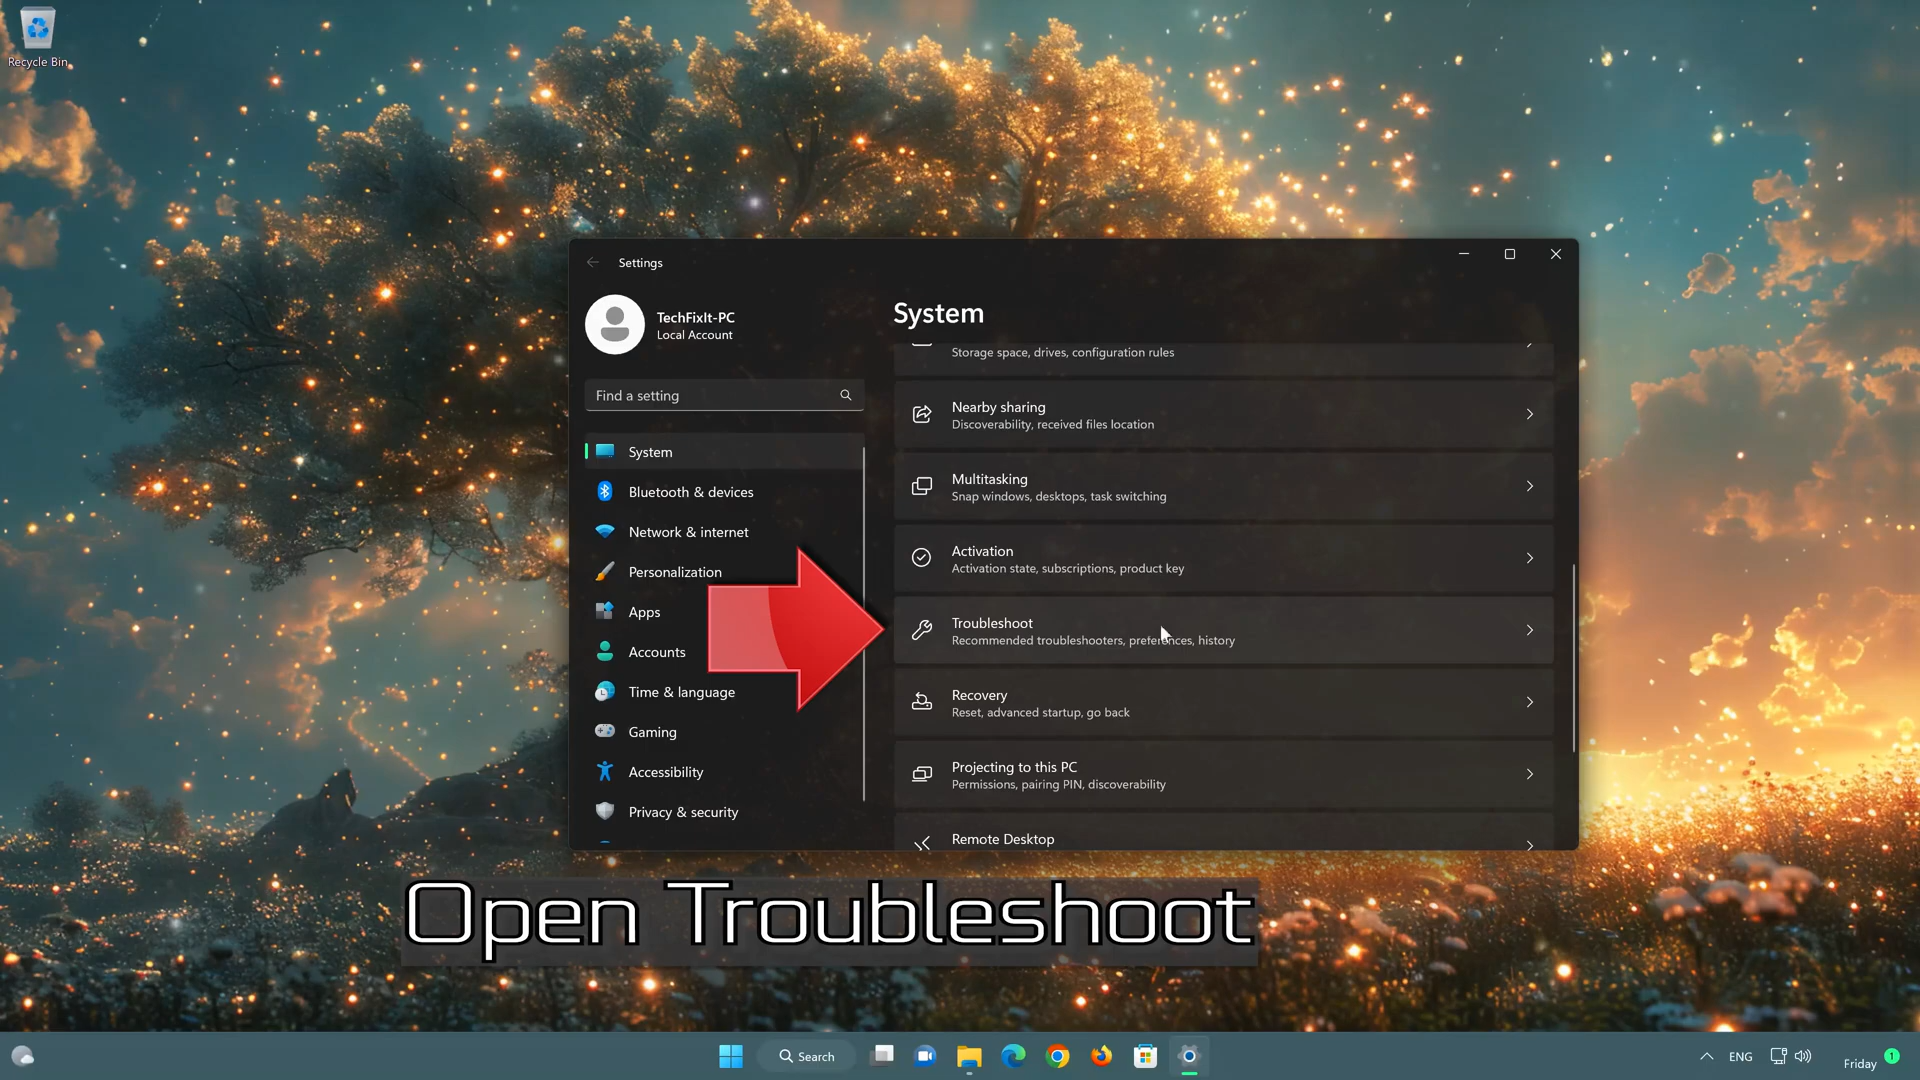 Recycle Bin
Settings
TechFixIt-PC
Local Account
Find a setting
System
Bluetooth & devices
Network & internet
Personalization
Apps
Accounts
Time & language
Gaming
Accessibility
Privacy & security
System
Storage space, drives, configuration rules
Nearby sharing
Discoverability, received files location
Multitasking
Snap windows, desktops, task switching
Activation
Activation state, subscriptions, product key
Troubleshoot
Recommended troubleshooters, preferences, history
Recovery
Reset, advanced startup, go back
Projecting to this PC
Permissions, pairing PIN, discoverability
Remote Desktop
Open Troubleshoot
Search
ENG
Friday
1